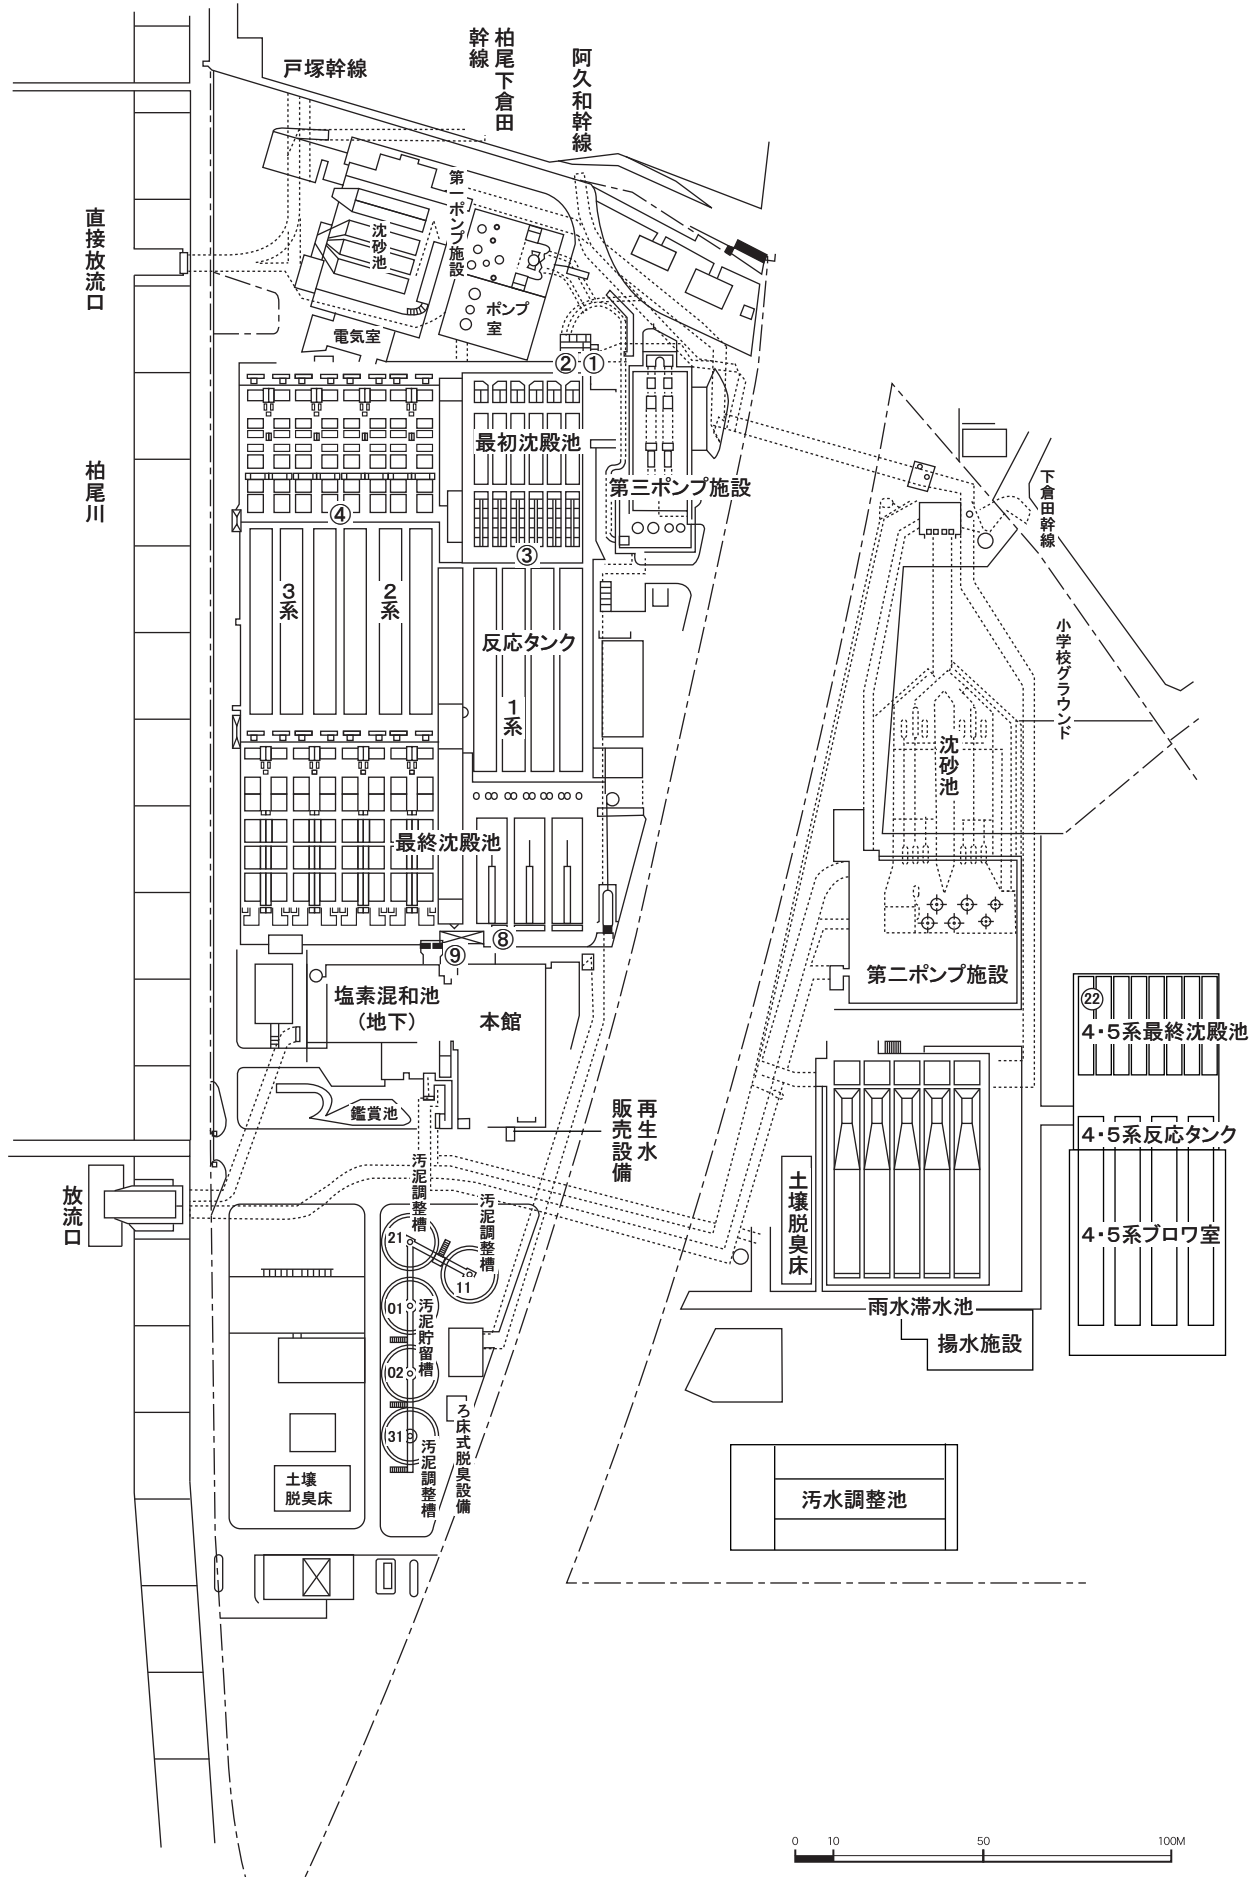 戸塚幹線
柏尾下倉田
幹線
阿久和幹線
直接放流口
柏尾川
第一ポンプ施設
沈砂池
ポンプ
室
電気室
②
①
最初沈殿池
第三ポンプ施設
下倉田幹線
④
③
3系
2系
反応タンク
1系
小学校グラウンド
沈砂池
最終沈殿池
⑧
⑨
塩素混和池
(地下)
本館
第二ポンプ施設
㉒
4・5系最終沈殿池
鑑賞池
再生水
販売設備
4・5系反応タンク
放流口
汚泥調整槽
汚泥調整槽
21
11
土壌脱臭床
4・5系ブロワ室
01
汚泥貯留槽
雨水滞水池
揚水施設
02
31
汚泥調整槽
ろ床式脱臭設備
土壌
脱臭床
汚水調整池
0 10 50 100M